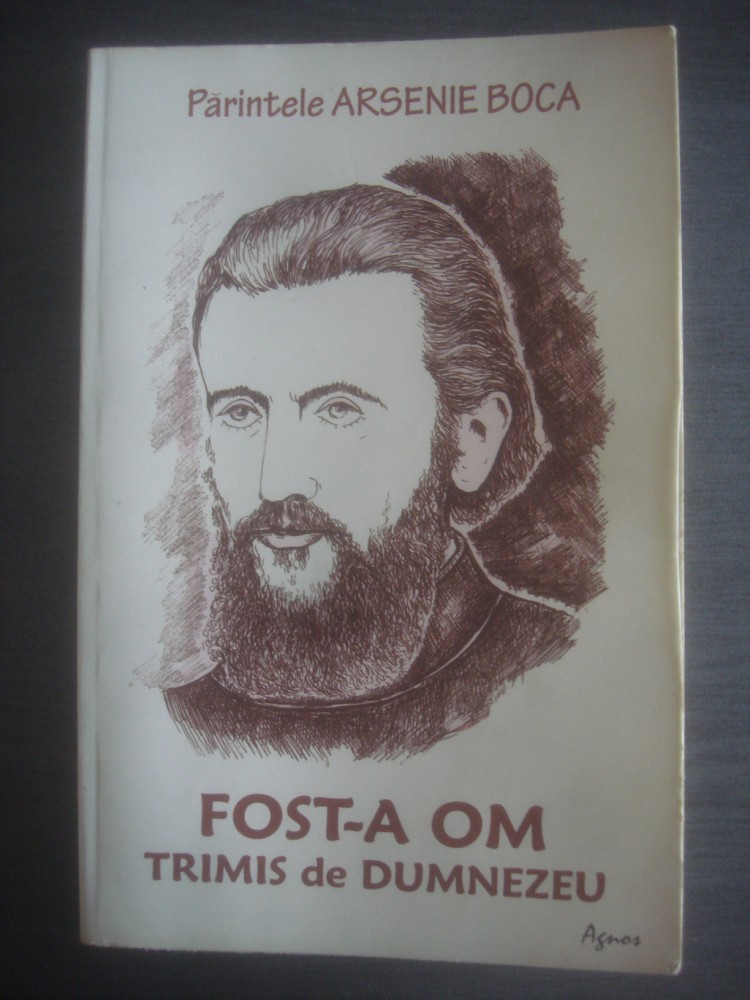 Părintele ARSENIE BOCA
FOST-A OM
TRIMIS de DUMNEZEU
Agnos